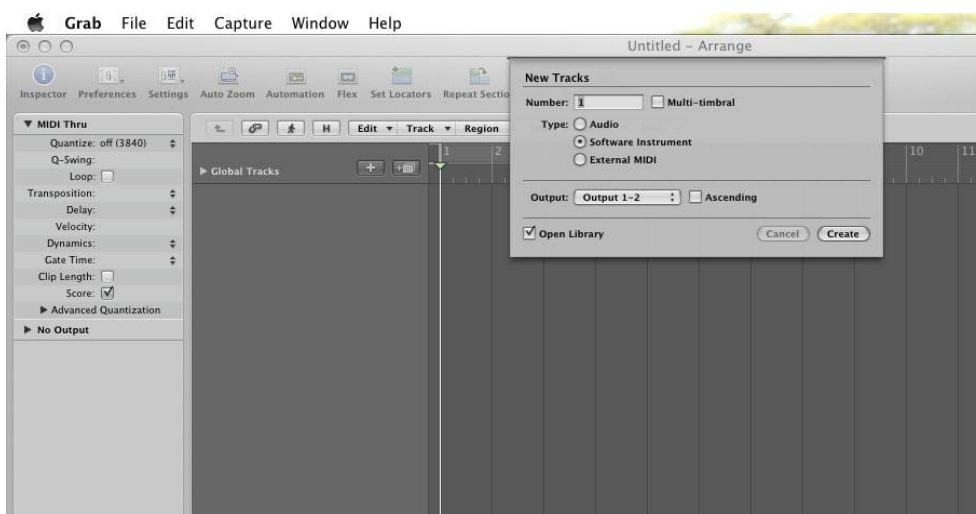 Grab File Edit Capture Window Help
Untitled – Arrange
Inspector Preferences Settings Auto Zoom Automation Flex Set Locators Repeat Sectio
New Tracks
Number: 1 Multi-timbral
Type: Audio
Software Instrument
External MIDI
Output: Output 1-2 Ascending
Open Library Cancel Create
MIDI Thru
Quantize: off (3840)
Q-Swing:
Loop:
Transposition:
Delay:
Velocity:
Dynamics:
Gate Time:
Clip Length:
Score:
Advanced Quantization
No Output
H Edit Track Region
1 2 10 11
Global Tracks